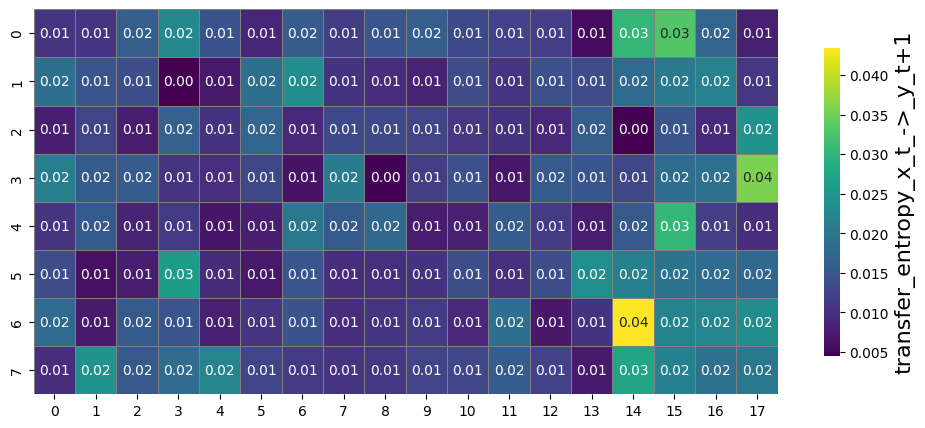 0 0.01 0.01 0.02 0.02 0.01 0.01 0.02 0.01 0.01 0.02 0.01 0.01 0.01 0.01 0.03 0.03 0.02 0.01
1 0.02 0.01 0.01 0.00 0.01 0.02 0.02 0.01 0.01 0.01 0.01 0.01 0.01 0.01 0.02 0.02 0.02 0.01
2 0.01 0.01 0.01 0.02 0.01 0.02 0.01 0.01 0.01 0.01 0.01 0.01 0.01 0.02 0.00 0.01 0.01 0.02
3 0.02 0.02 0.02 0.01 0.01 0.01 0.01 0.02 0.00 0.01 0.01 0.01 0.02 0.01 0.01 0.02 0.02 0.04
4 0.01 0.02 0.01 0.01 0.01 0.01 0.02 0.02 0.02 0.01 0.01 0.02 0.01 0.01 0.02 0.03 0.01 0.01
5 0.01 0.01 0.01 0.03 0.01 0.01 0.01 0.01 0.01 0.01 0.01 0.01 0.01 0.02 0.02 0.02 0.02 0.02
6 0.02 0.01 0.02 0.01 0.01 0.01 0.01 0.01 0.01 0.01 0.01 0.02 0.01 0.01 0.04 0.02 0.02 0.02
7 0.01 0.02 0.02 0.02 0.02 0.01 0.01 0.01 0.01 0.01 0.01 0.01 0.01 0.01 0.03 0.02 0.02 0.02
0 1 2 3 4 5 6 7 8 9 10 11 12 13 14 15 16 17
0.040
0.035
0.030
0.025
0.020
0.015
0.010
0.005
transfer_entropy_x_t_->_y_t+1